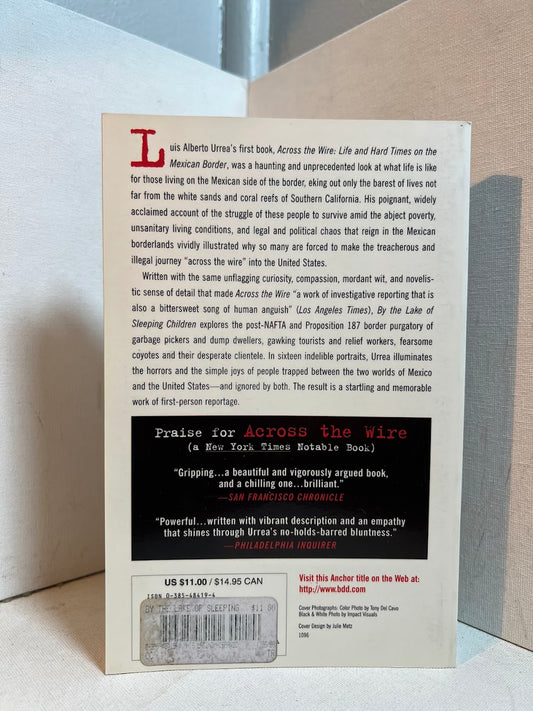 Luis Alberto Urrea's first book, Across the Wire: Life and Hard Times on the
Mexican Border, was a haunting and unprecedented look at what life is like
for those living on the Mexican side of the border, eking out only the barest of lives not
far from the white sands and coral reefs of Southern California. His poignant, widely
acclaimed account of the struggle of these people to survive amid the abject poverty,
unsanitary living conditions, and legal and political chaos that reign in the Mexican
borderlands vividly illustrated why so many are forced to make the treacherous and
illegal journey "across the wire" into the United States.
Written with the same unflagging curiosity, compassion, mordant wit, and novelis-
tic sense of detail that made Across the Wire "a work of investigative reporting that is
also a bittersweet song of human anguish" (Los Angeles Times), By the Lake of
Sleeping Children explores the post-NAFTA and Proposition 187 border purgatory of
garbage pickers and dump dwellers, gawking tourists and relief workers, fearsome
coyotes and their desperate clientele. In sixteen indelible portraits, Urrea illuminates
the horrors and the simple joys of people trapped between the two worlds of Mexico
and the United States—and ignored by both. The result is a startling and memorable
work of first-person reportage.
Praise for Across the Wire
(a New York Times Notable Book)
"Gripping...a beautiful and vigorously argued book,
and a chilling one...brilliant."
—SAN FRANCISCO CHRONICLE
"Powerful...written with vibrant description and an empathy
that shines through Urrea's no-holds-barred bluntness."
—PHILADELPHIA INQUIRER
US $11.00 / $14.95 CAN
ISBN 0-385-48419-4
BY THE LAKE OF SLEEPING $11.00
Visit this Anchor title on the Web at:
http://www.bdd.com
Cover Photographs: Color Photo by Tony Del Cavo
Black & White Photo by Impact Visuals
Cover Design by Julie Metz
1096